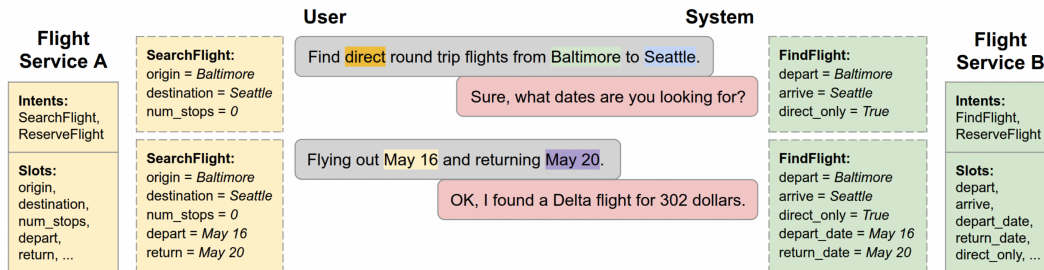 User
System
Flight
Service A
Intents:
SearchFlight,
ReserveFlight
Slots:
origin,
destination,
num_stops,
depart,
return, ...
SearchFlight:
origin = Baltimore
destination = Seattle
num_stops = 0
SearchFlight:
origin = Baltimore
destination = Seattle
num_stops = 0
depart = May 16
return = May 20
Find direct round trip flights from Baltimore to Seattle.
Sure, what dates are you looking for?
Flying out May 16 and returning May 20.
OK, I found a Delta flight for 302 dollars.
FindFlight:
depart = Baltimore
arrive = Seattle
direct_only = True
FindFlight:
depart = Baltimore
arrive = Seattle
direct_only = True
depart_date = May 16
return_date = May 20
Flight
Service B
Intents:
FindFlight,
ReserveFlight
Slots:
depart,
arrive,
depart_date,
return_date,
direct_only, ...